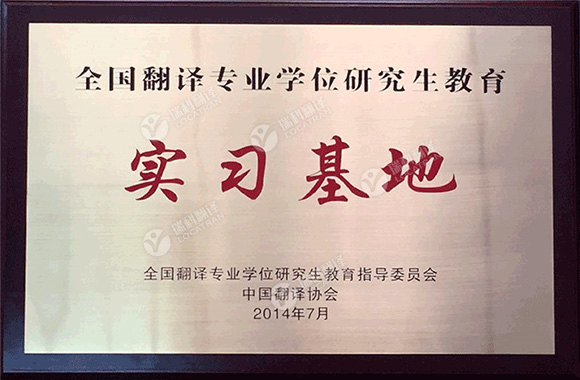 全国翻译专业学位研究生教育
实习基地
全国翻译专业学位研究生教育指导委员会
中国翻译协会
2014年7月